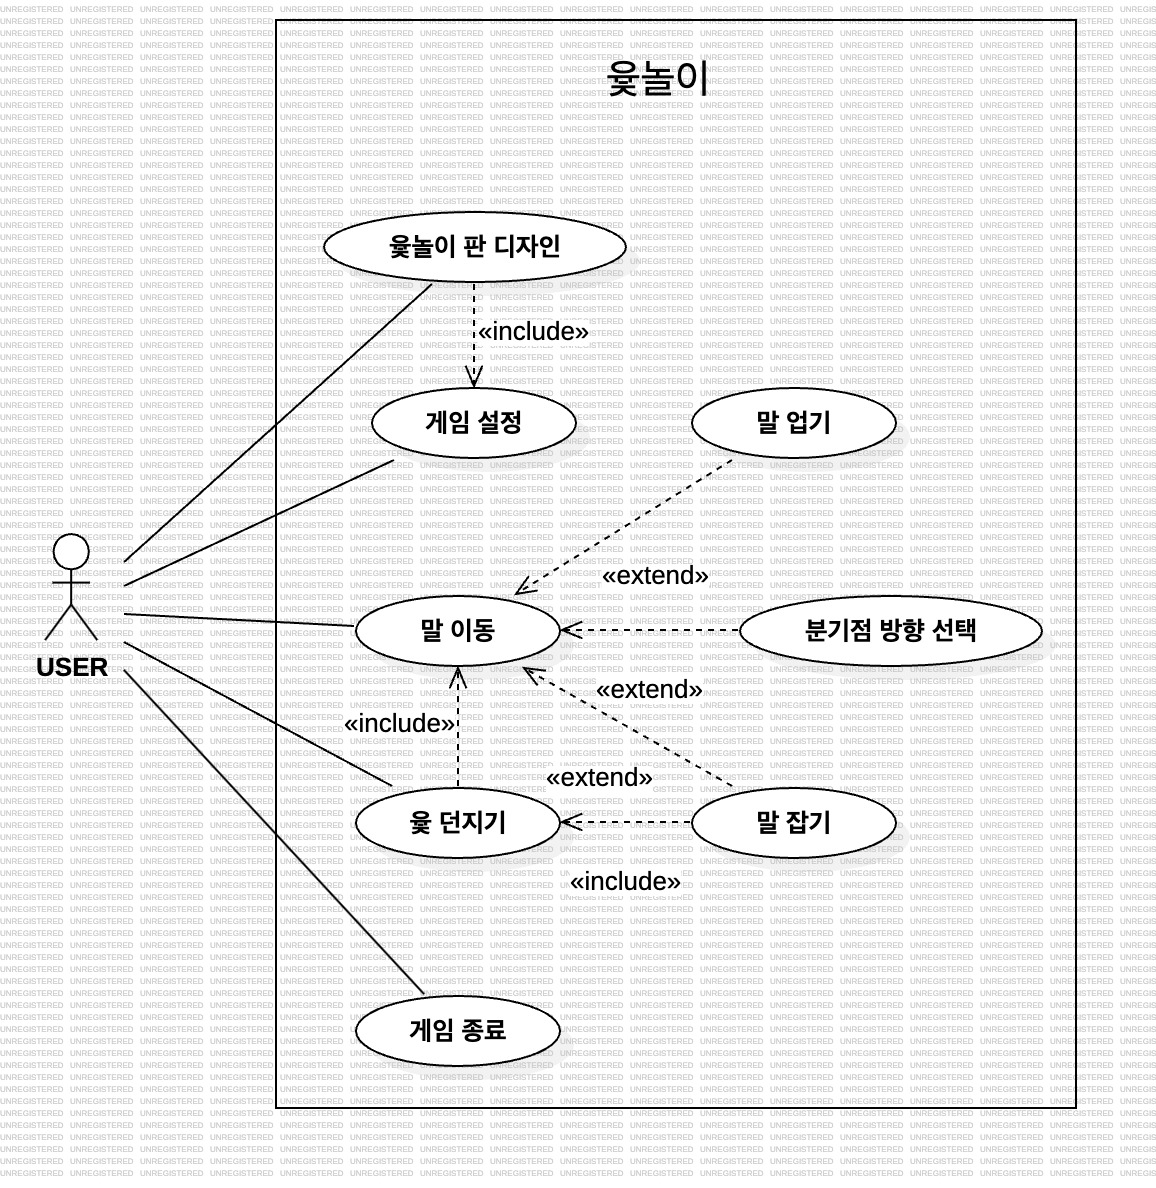 윷놀이
윷놀이 판 디자인
«include»
게임 설정
말 업기
«extend»
말 이동
분기점 방향 선택
USER
«extend»
«include»
«extend»
윷 던지기
말 잡기
«include»
게임 종료
UNREGISTERED